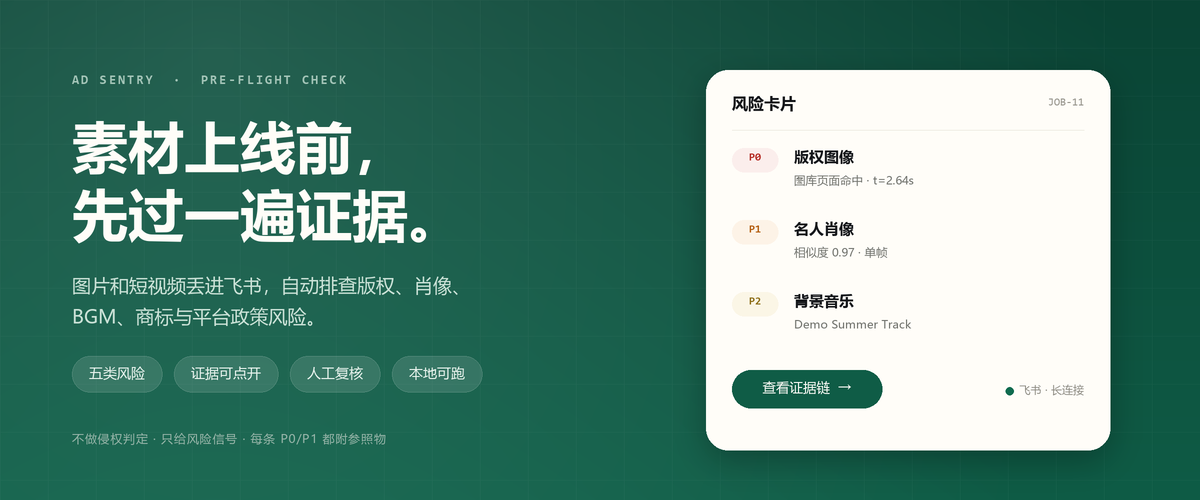 AD SENTRY · PRE-FLIGHT CHECK
素材上线前，
先过一遍证据。
图片和短视频丢进飞书，自动排查版权、肖像、
BGM、商标与平台政策风险。
五类风险 证据可点开 人工复核 本地可跑
不做侵权判定 · 只给风险信号 · 每条 P0/P1 都附参照物
风险卡片 JOB-11
P0 版权图像
图库页面命中 · t=2.64s
P1 名人肖像
相似度 0.97 · 单帧
P2 背景音乐
Demo Summer Track
查看证据链 → 飞书 · 长连接